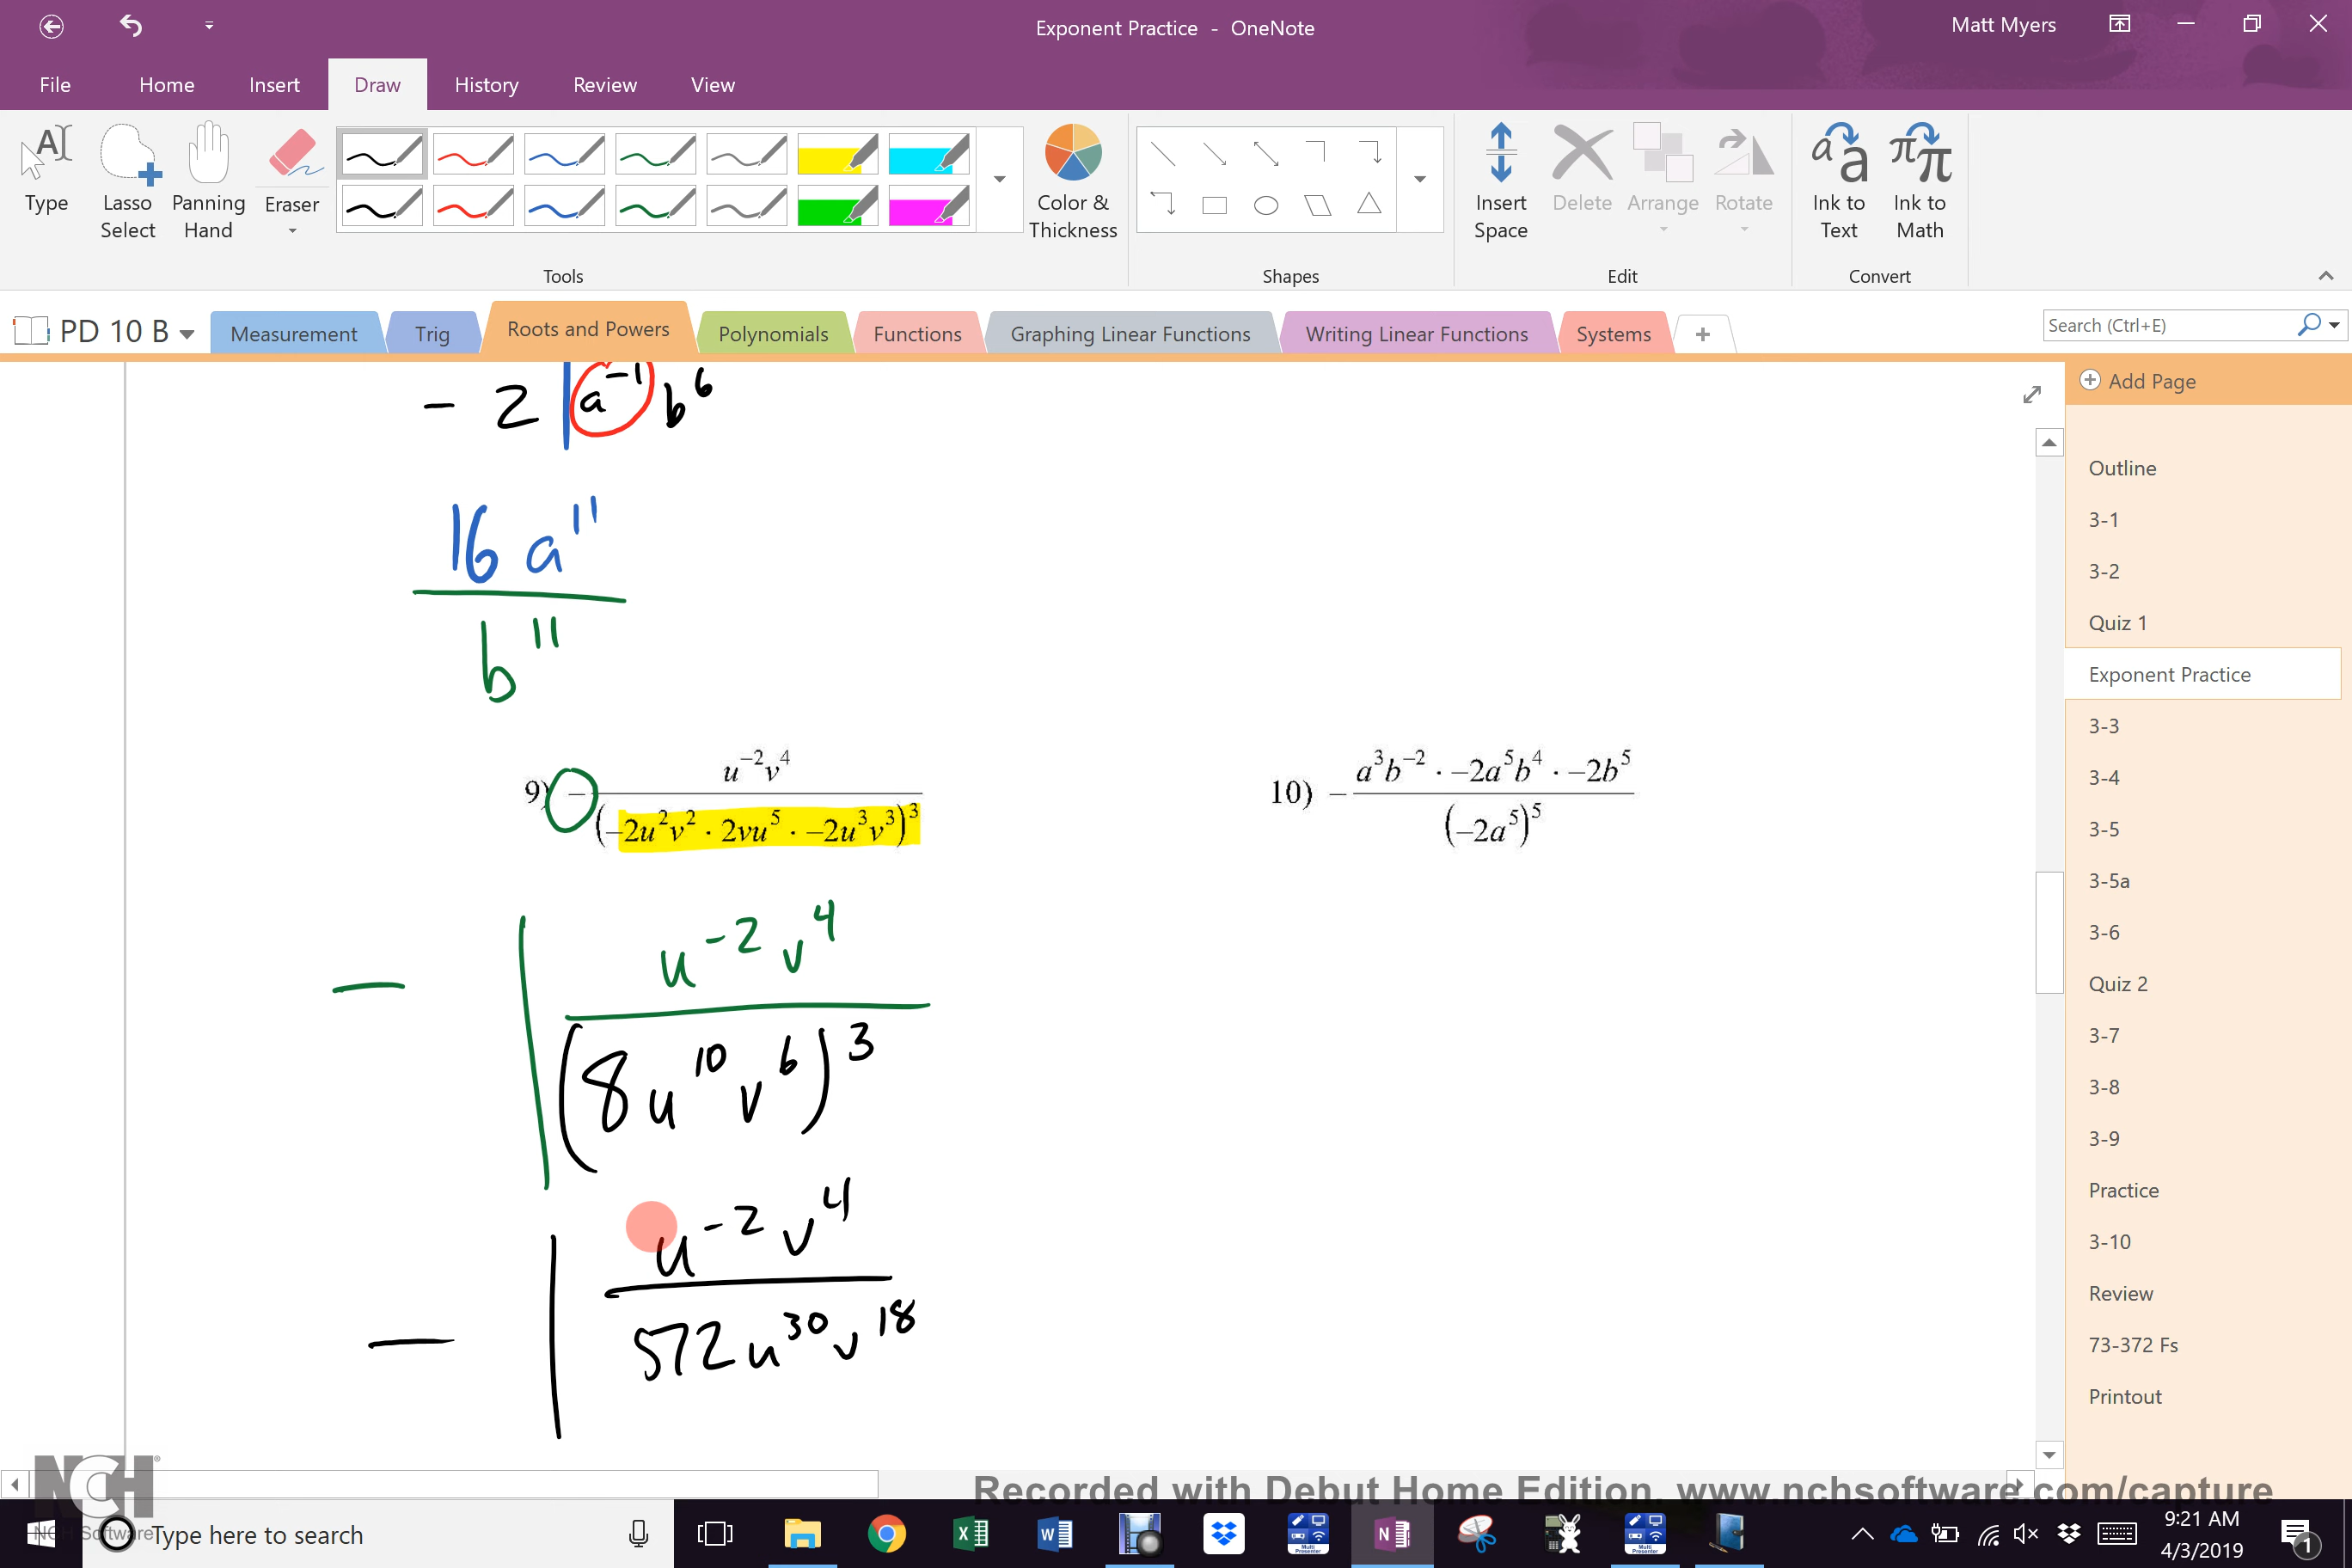 Exponent Practice - OneNote
Matt Myers
File Home Insert Draw History Review View
Type
Lasso Select
Panning Hand
Eraser
Color & Thickness
Insert Space
Delete
Arrange
Rotate
Ink to Text
Ink to Math
Tools Shapes Edit Convert
PD 10 B
Measurement Trig Roots and Powers Polynomials Functions Graphing Linear Functions Writing Linear Functions Systems +
Search (Ctrl+E)
Add Page
Outline
3-1
3-2
Quiz 1
Exponent Practice
3-3
3-4
3-5
3-5a
3-6
Quiz 2
3-7
3-8
3-9
Practice
3-10
Review
73-372 Fs
Printout
- 2 | a⁻¹ b⁶
16 a¹¹
b¹¹
9) − u⁻²v⁴
(−2u²v² · 2vu⁵ · −2u³v³)³
10) − a³b⁻² · −2a⁵b⁴ · −2b⁵
(−2a⁵)⁵
− | u⁻² v⁴
(8u¹⁰v⁶)³
− | u⁻² v⁴
572u³⁰v¹⁸
NCH
NCH Software
Recorded with Debut Home Edition. www.nchsoftware.com/capture
Type here to search
9:21 AM
4/3/2019
1